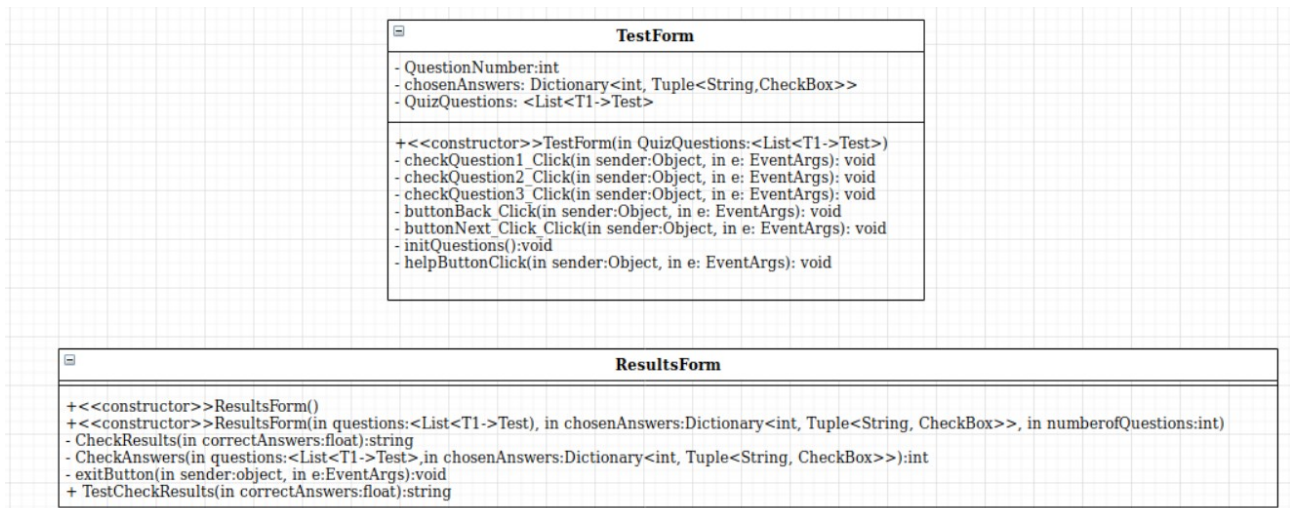 TestForm
- QuestionNumber:int
- chosenAnswers: Dictionary<int, Tuple<String,CheckBox>>
- QuizQuestions: <List<T1->Test>
+<<constructor>>TestForm(in QuizQuestions:<List<T1->Test>)
- checkQuestion1_Click(in sender:Object, in e: EventArgs): void
- checkQuestion2_Click(in sender:Object, in e: EventArgs): void
- checkQuestion3_Click(in sender:Object, in e: EventArgs): void
- buttonBack_Click(in sender:Object, in e: EventArgs): void
- buttonNext_Click_Click(in sender:Object, in e: EventArgs): void
- initQuestions():void
- helpButtonClick(in sender:Object, in e: EventArgs): void
ResultsForm
+<<constructor>>ResultsForm()
+<<constructor>>ResultsForm(in questions:<List<T1->Test), in chosenAnswers:Dictionary<int, Tuple<String, CheckBox>>, in numberofQuestions:int)
- CheckResults(in correctAnswers:float):string
- CheckAnswers(in questions:<List<T1->Test>,in chosenAnswers:Dictionary<int, Tuple<String, CheckBox>>):int
- exitButton(in sender:object, in e:EventArgs):void
+ TestCheckResults(in correctAnswers:float):string